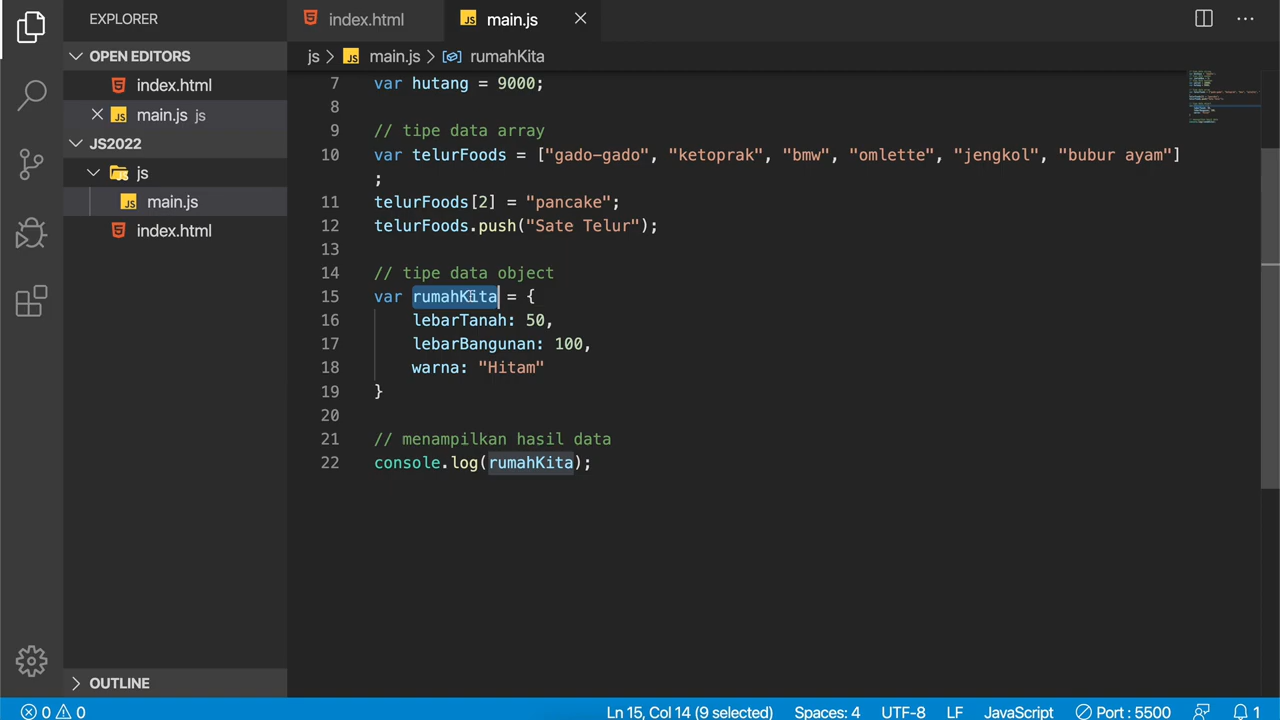 EXPLORER
index.html
JS main.js
OPEN EDITORS
js > JS main.js > rumahKita
index.html
JS main.js js
JS2022
js
JS main.js
index.html
7 var hutang = 9000;
8
9 // tipe data array
10 var telurFoods = ["gado-gado", "ketoprak", "bmw", "omlette", "jengkol", "bubur ayam"]
;
11 telurFoods[2] = "pancake";
12 telurFoods.push("Sate Telur");
13
14 // tipe data object
15 var rumahKita = {
16 lebarTanah: 50,
17 lebarBangunan: 100,
18 warna: "Hitam"
19 }
20
21 // menampilkan hasil data
22 console.log(rumahKita);
OUTLINE
0 0 Ln 15, Col 14 (9 selected) Spaces: 4 UTF-8 LF JavaScript Port : 5500 1